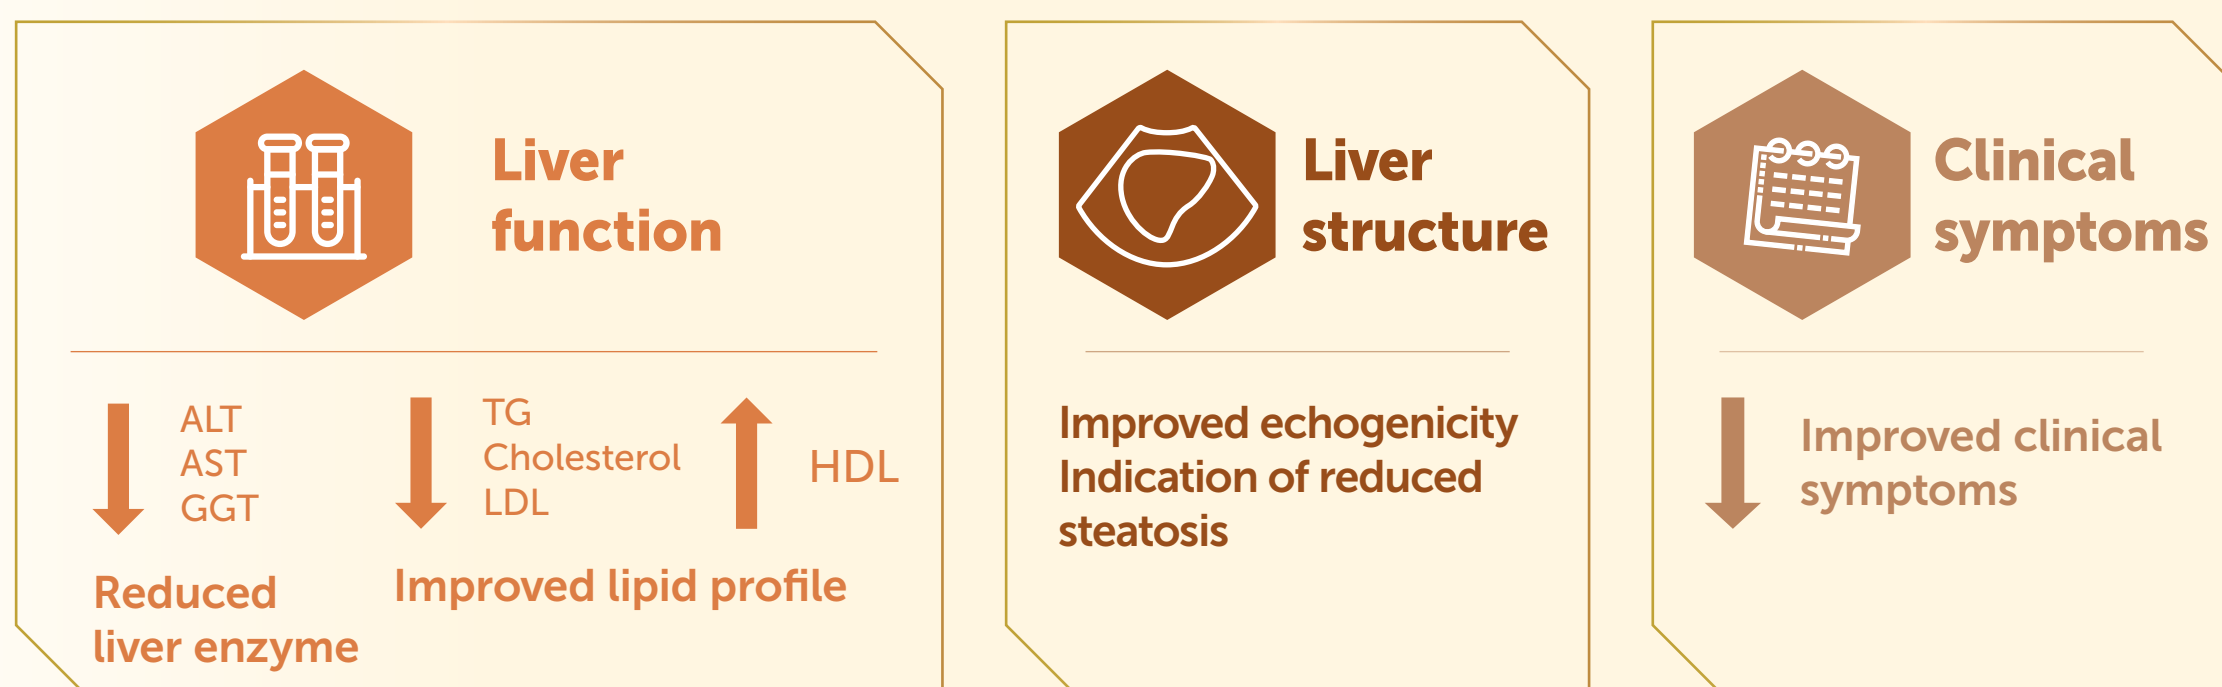 Liver
function
ALT
AST
GGT
Reduced
liver enzyme
TG
Cholesterol
LDL
HDL
Improved lipid profile
Liver
structure
Improved echogenicity
Indication of reduced
steatosis
Clinical
symptoms
Improved clinical
symptoms